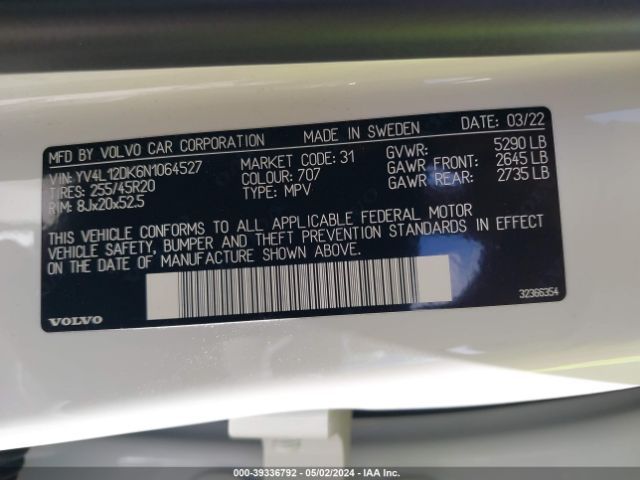 MFD BY VOLVO CAR CORPORATION MADE IN SWEDEN DATE: 03/22
VIN: YV4L12DK6N1064527 MARKET CODE: 31 GVWR: 5290 LB
TIRES: 255/45R20 COLOUR: 707 GAWR FRONT: 2645 LB
RIM: 8Jx20x52.5 TYPE: MPV GAWR REAR: 2735 LB
THIS VEHICLE CONFORMS TO ALL APPLICABLE FEDERAL MOTOR
VEHICLE SAFETY, BUMPER AND THEFT PREVENTION STANDARDS IN EFFECT
ON THE DATE OF MANUFACTURE SHOWN ABOVE.
VOLVO 32366354
000-39336792 - 05/02/2024 - IAA Inc.